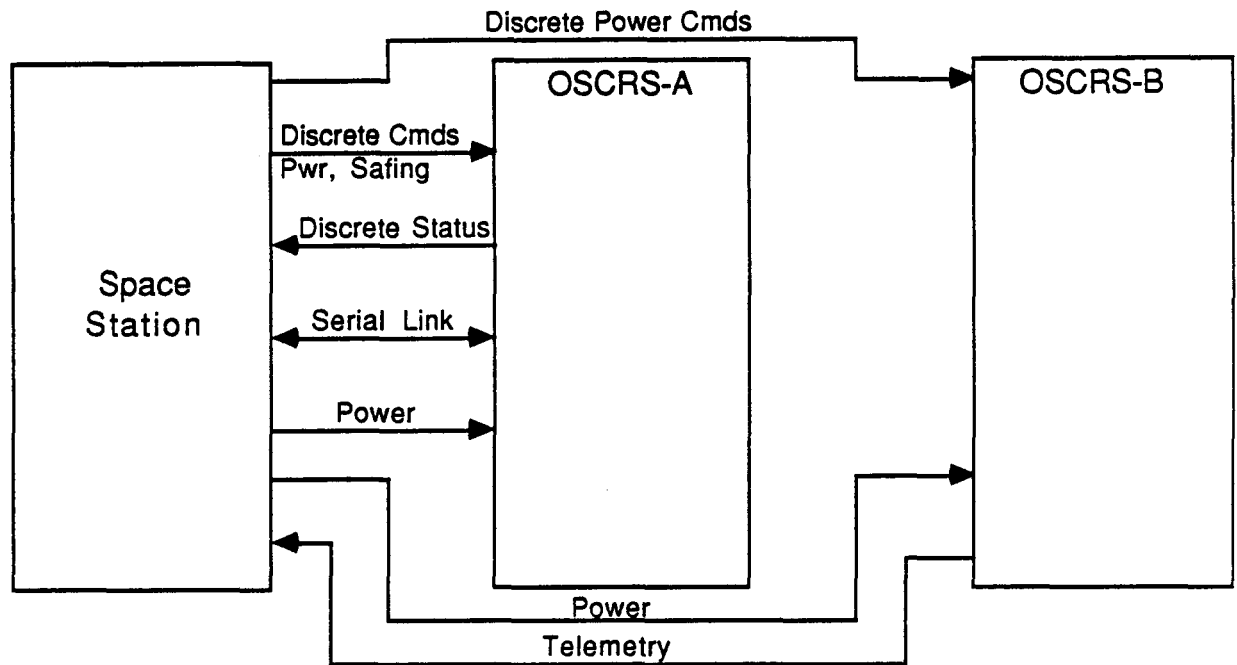 Discrete Power Cmds
OSCRS-A
OSCRS-B
Discrete Cmds
Pwr, Safing
Discrete Status
Space
Station
Serial Link
Power
Power
Telemetry